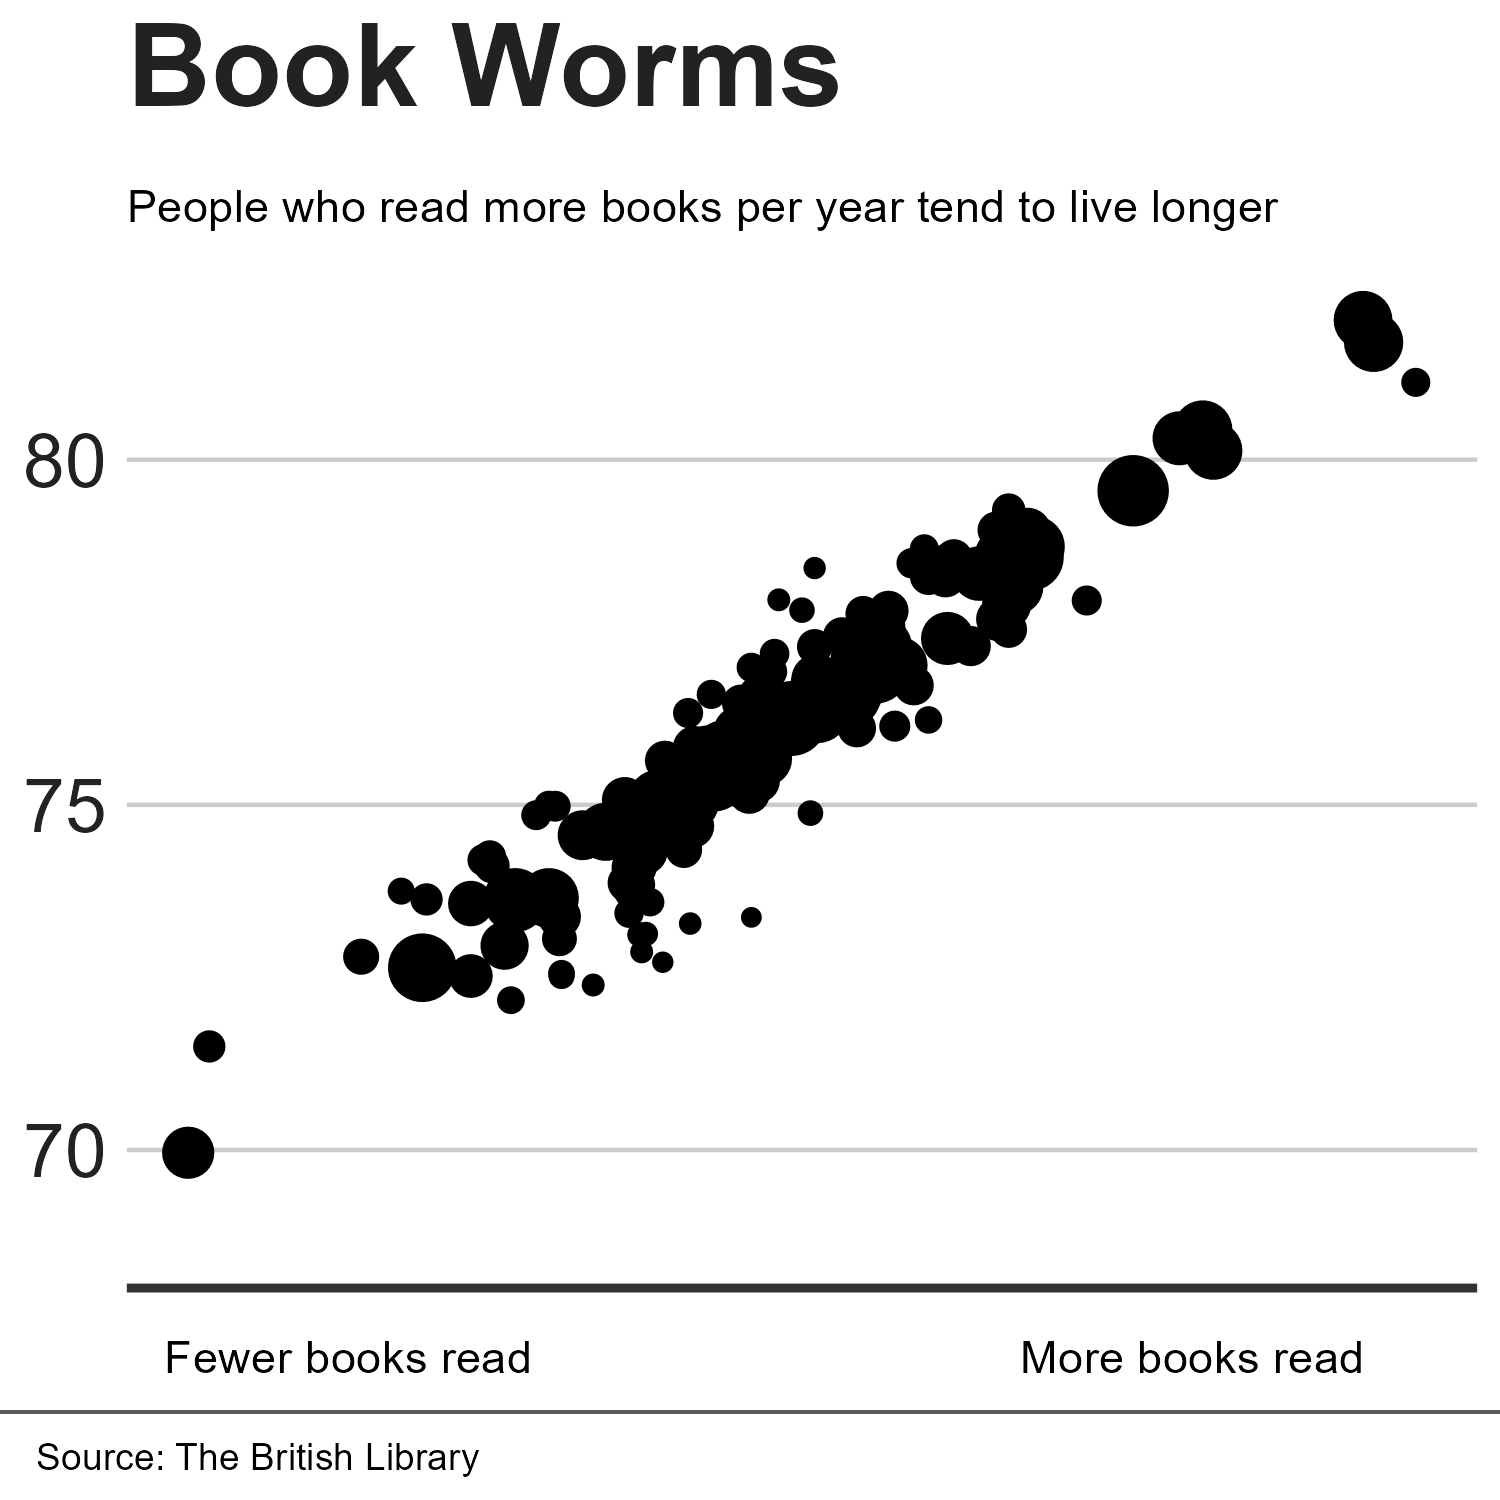 Book Worms
People who read more books per year tend to live longer
80
75
70
Fewer books read
More books read
Source: The British Library